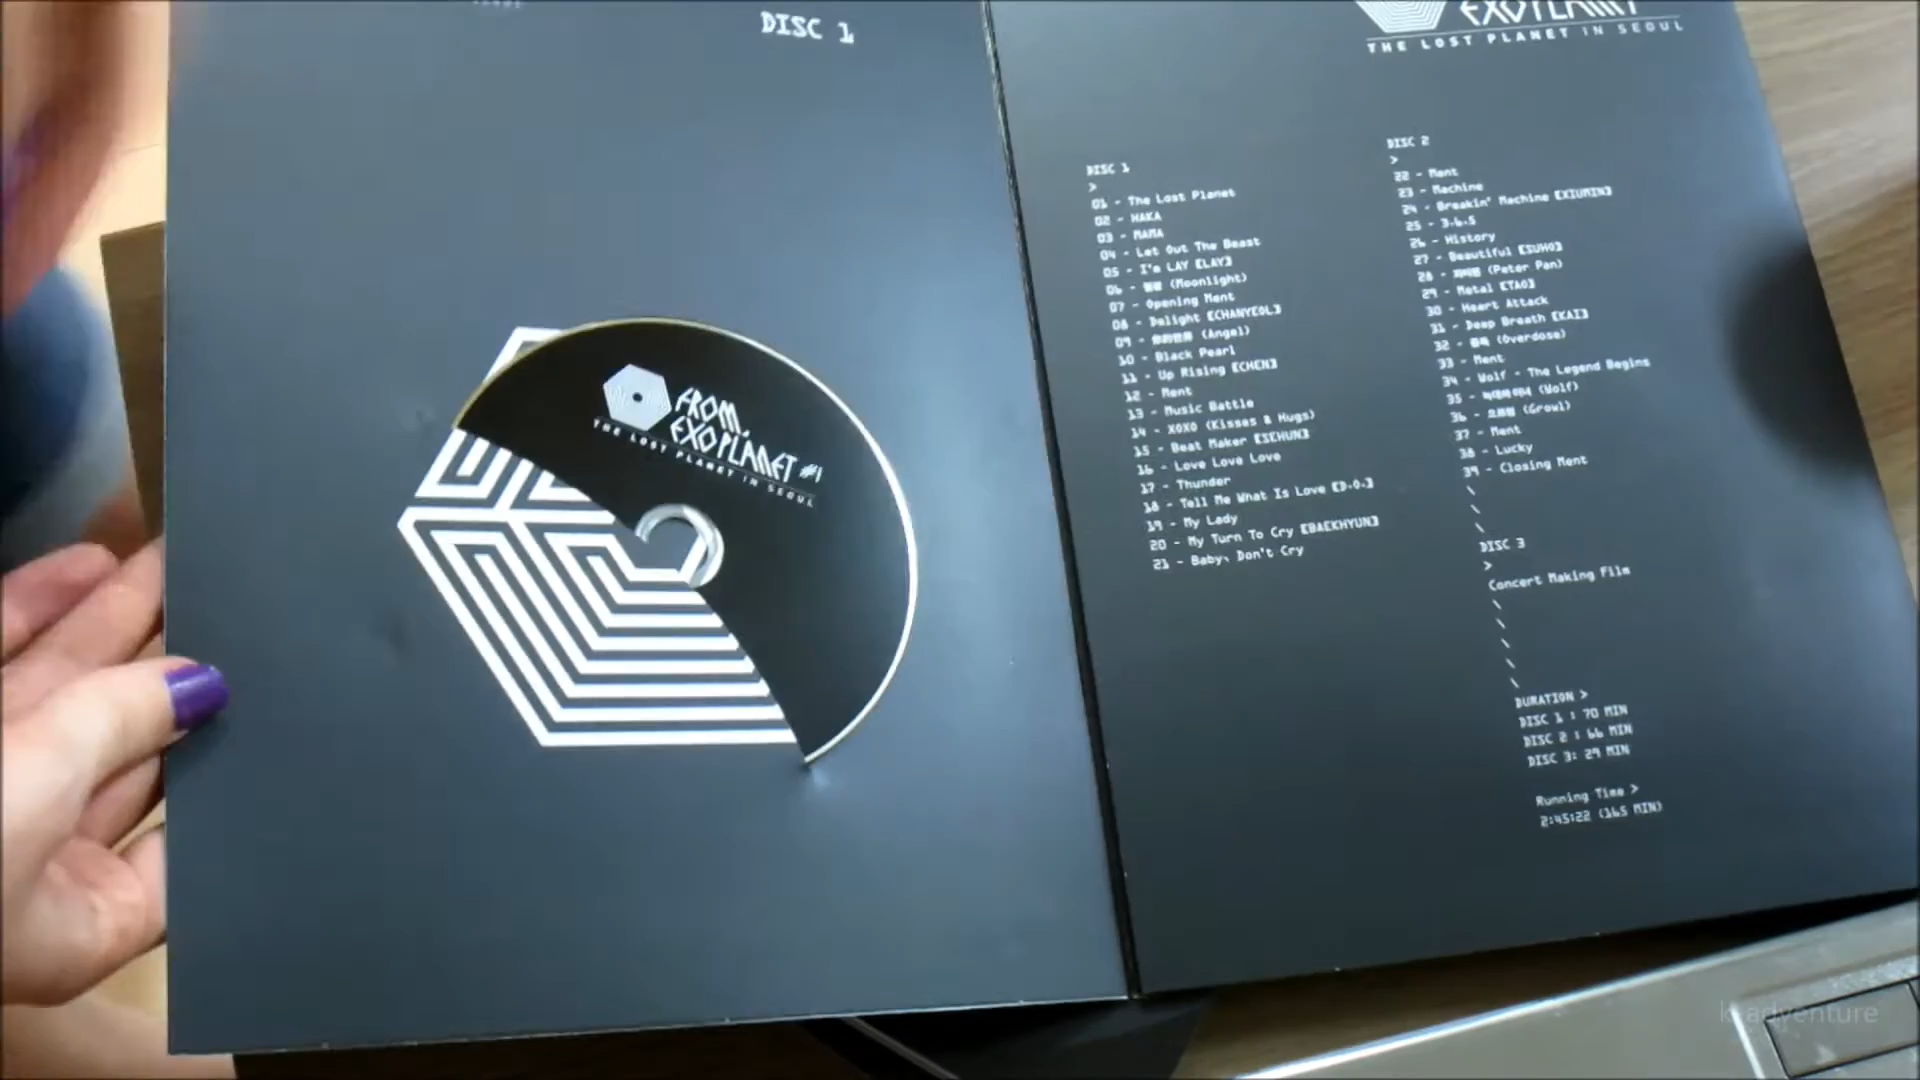 DISC 1
FROM.
EXOPLANET #1
THE LOST PLANET IN SEOUL
EXOPLANET
THE LOST PLANET IN SEOUL
DISC 1
>
01 - The Lost Planet
02 - HAKA
03 - MAMA
04 - Let Out The Beast
05 - I'm LAY [LAY]
06 - (Moonlight)
07 - Opening Ment
08 - Delight [CHANYEOL]
09 - 你的世界 (Angel)
10 - Black Pearl
11 - Up Rising [CHEN]
12 - Ment
13 - Music Battle
14 - XOXO (Kisses & Hugs)
15 - Beat Maker [SEHUN]
16 - Love Love Love
17 - Thunder
18 - Tell Me What Is Love [D.O.]
19 - My Lady
20 - My Turn To Cry [BAEKHYUN]
21 - Baby, Don't Cry
DISC 2
>
22 - Ment
23 - Machine
24 - Breakin' Machine [XIUMIN]
25 - 3.6.5
26 - History
27 - Beautiful [SUHO]
28 - 피터팬 (Peter Pan)
29 - Metal [TAO]
30 - Heart Attack
31 - Deep Breath [KAI]
32 - 중독 (Overdose)
33 - Ment
34 - Wolf - The Legend Begins
35 - 늑대와 미녀 (Wolf)
36 - 으르렁 (Growl)
37 - Ment
38 - Lucky
39 - Closing Ment
\
\
\
DISC 3
>
Concert Making Film
\
\
\
\
\
DURATION >
DISC 1 : 70 MIN
DISC 2 : 66 MIN
DISC 3: 29 MIN
Running Time >
2:45:22 (165 MIN)